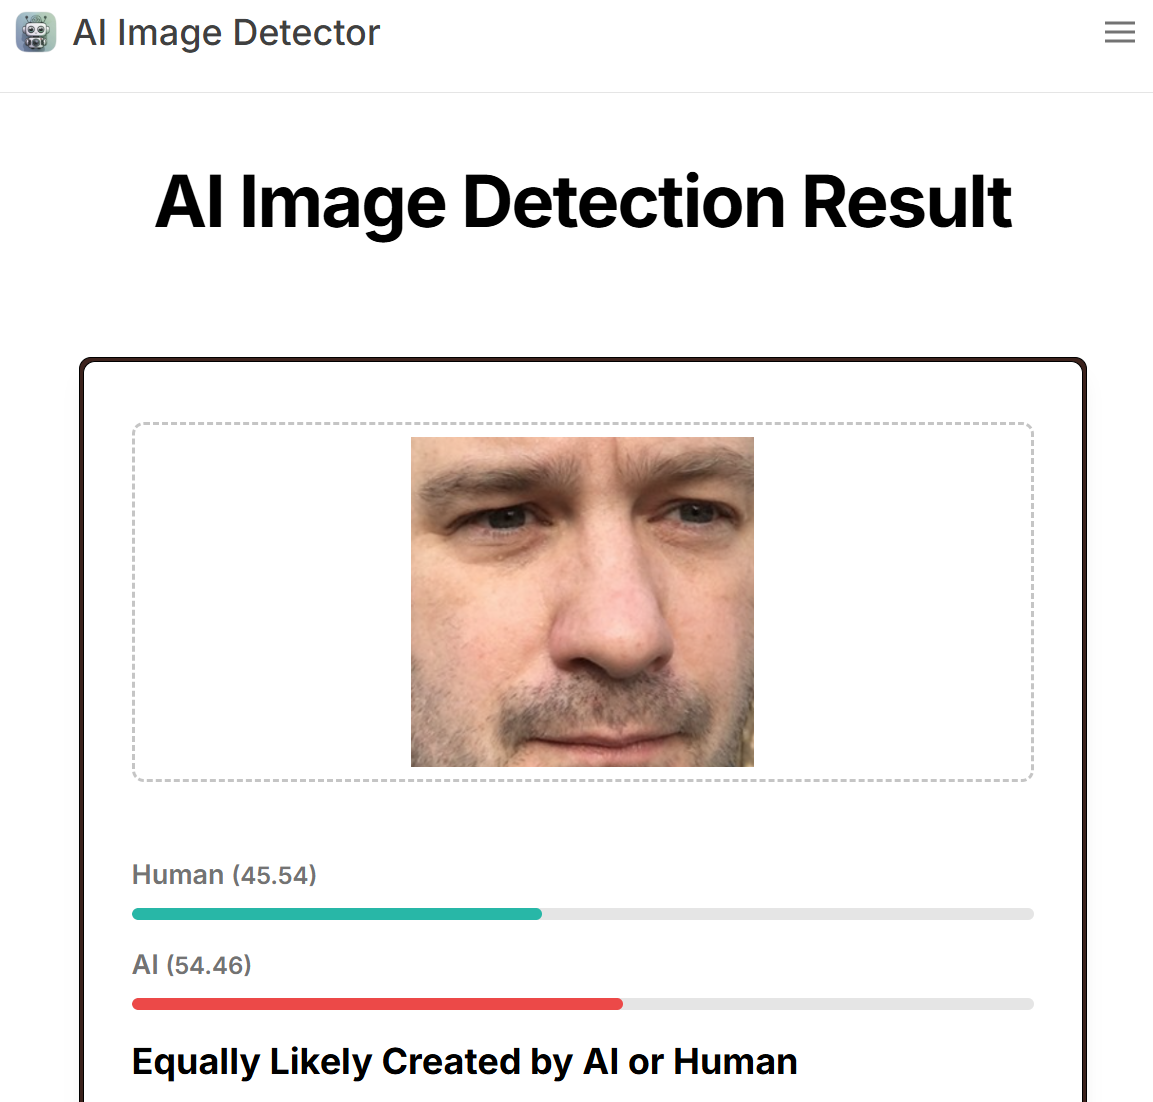 AI Image Detector
AI Image Detection Result
Human (45.54)
AI (54.46)
Equally Likely Created by AI or Human